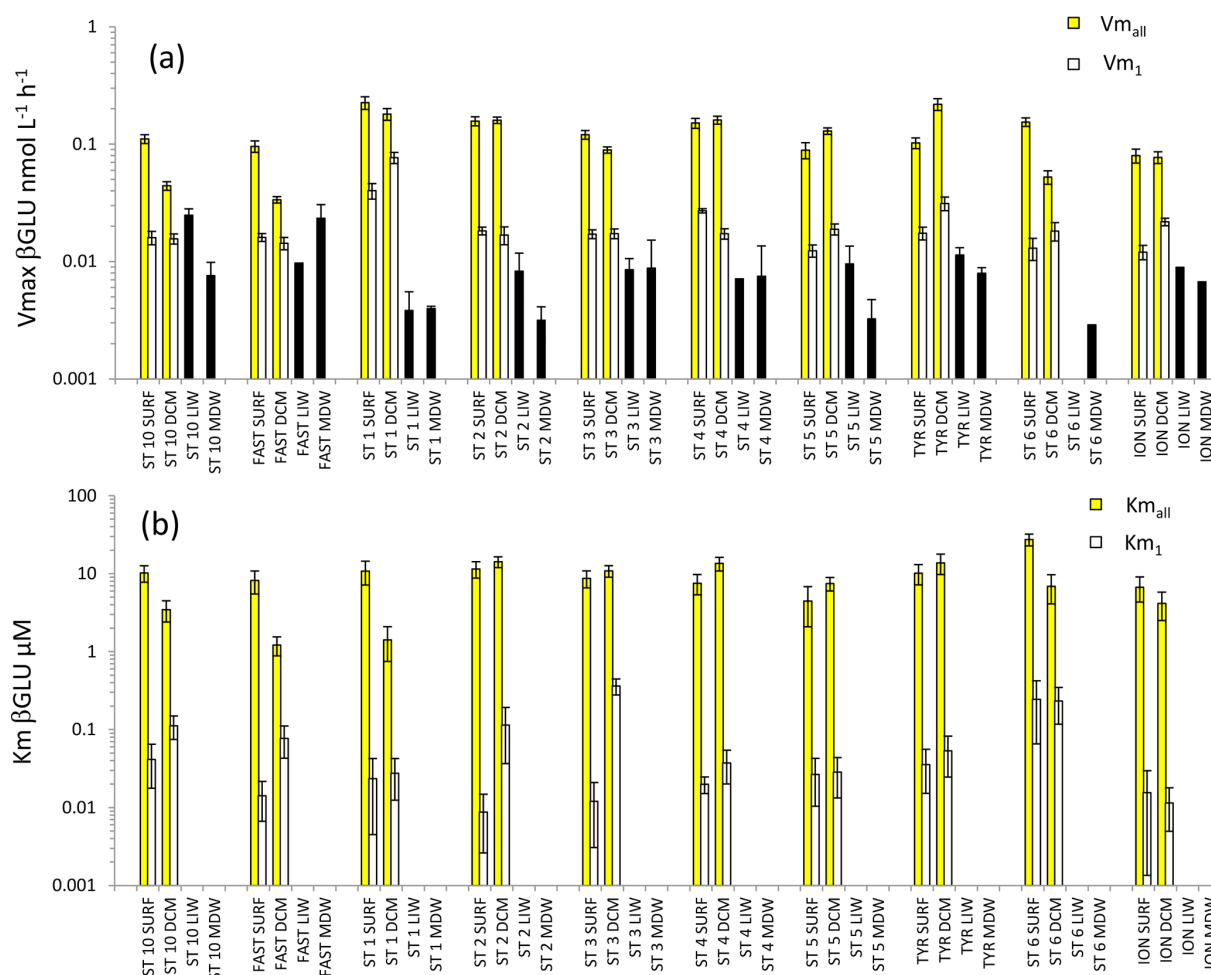 (a)
Vm_all
Vm_1
Vmax βGLU nmol L⁻¹ h⁻¹
1
0.1
0.01
0.001
ST 10 SURF
ST 10 DCM
ST 10 LIW
ST 10 MDW
FAST SURF
FAST DCM
FAST LIW
FAST MDW
ST 1 SURF
ST 1 DCM
ST 1 LIW
ST 1 MDW
ST 2 SURF
ST 2 DCM
ST 2 LIW
ST 2 MDW
ST 3 SURF
ST 3 DCM
ST 3 LIW
ST 3 MDW
ST 4 SURF
ST 4 DCM
ST 4 LIW
ST 4 MDW
ST 5 SURF
ST 5 DCM
ST 5 LIW
ST 5 MDW
TYR SURF
TYR DCM
TYR LIW
TYR MDW
ST 6 SURF
ST 6 DCM
ST 6 LIW
ST 6 MDW
ION SURF
ION DCM
ION LIW
ION MDW
(b)
Km_all
Km_1
Km βGLU µM
100
10
1
0.1
0.01
0.001
ST 10 SURF
ST 10 DCM
ST 10 LIW
ST 10 MDW
FAST SURF
FAST DCM
FAST LIW
FAST MDW
ST 1 SURF
ST 1 DCM
ST 1 LIW
ST 1 MDW
ST 2 SURF
ST 2 DCM
ST 2 LIW
ST 2 MDW
ST 3 SURF
ST 3 DCM
ST 3 LIW
ST 3 MDW
ST 4 SURF
ST 4 DCM
ST 4 LIW
ST 4 MDW
ST 5 SURF
ST 5 DCM
ST 5 LIW
ST 5 MDW
TYR SURF
TYR DCM
TYR LIW
TYR MDW
ST 6 SURF
ST 6 DCM
ST 6 LIW
ST 6 MDW
ION SURF
ION DCM
ION LIW
ION MDW